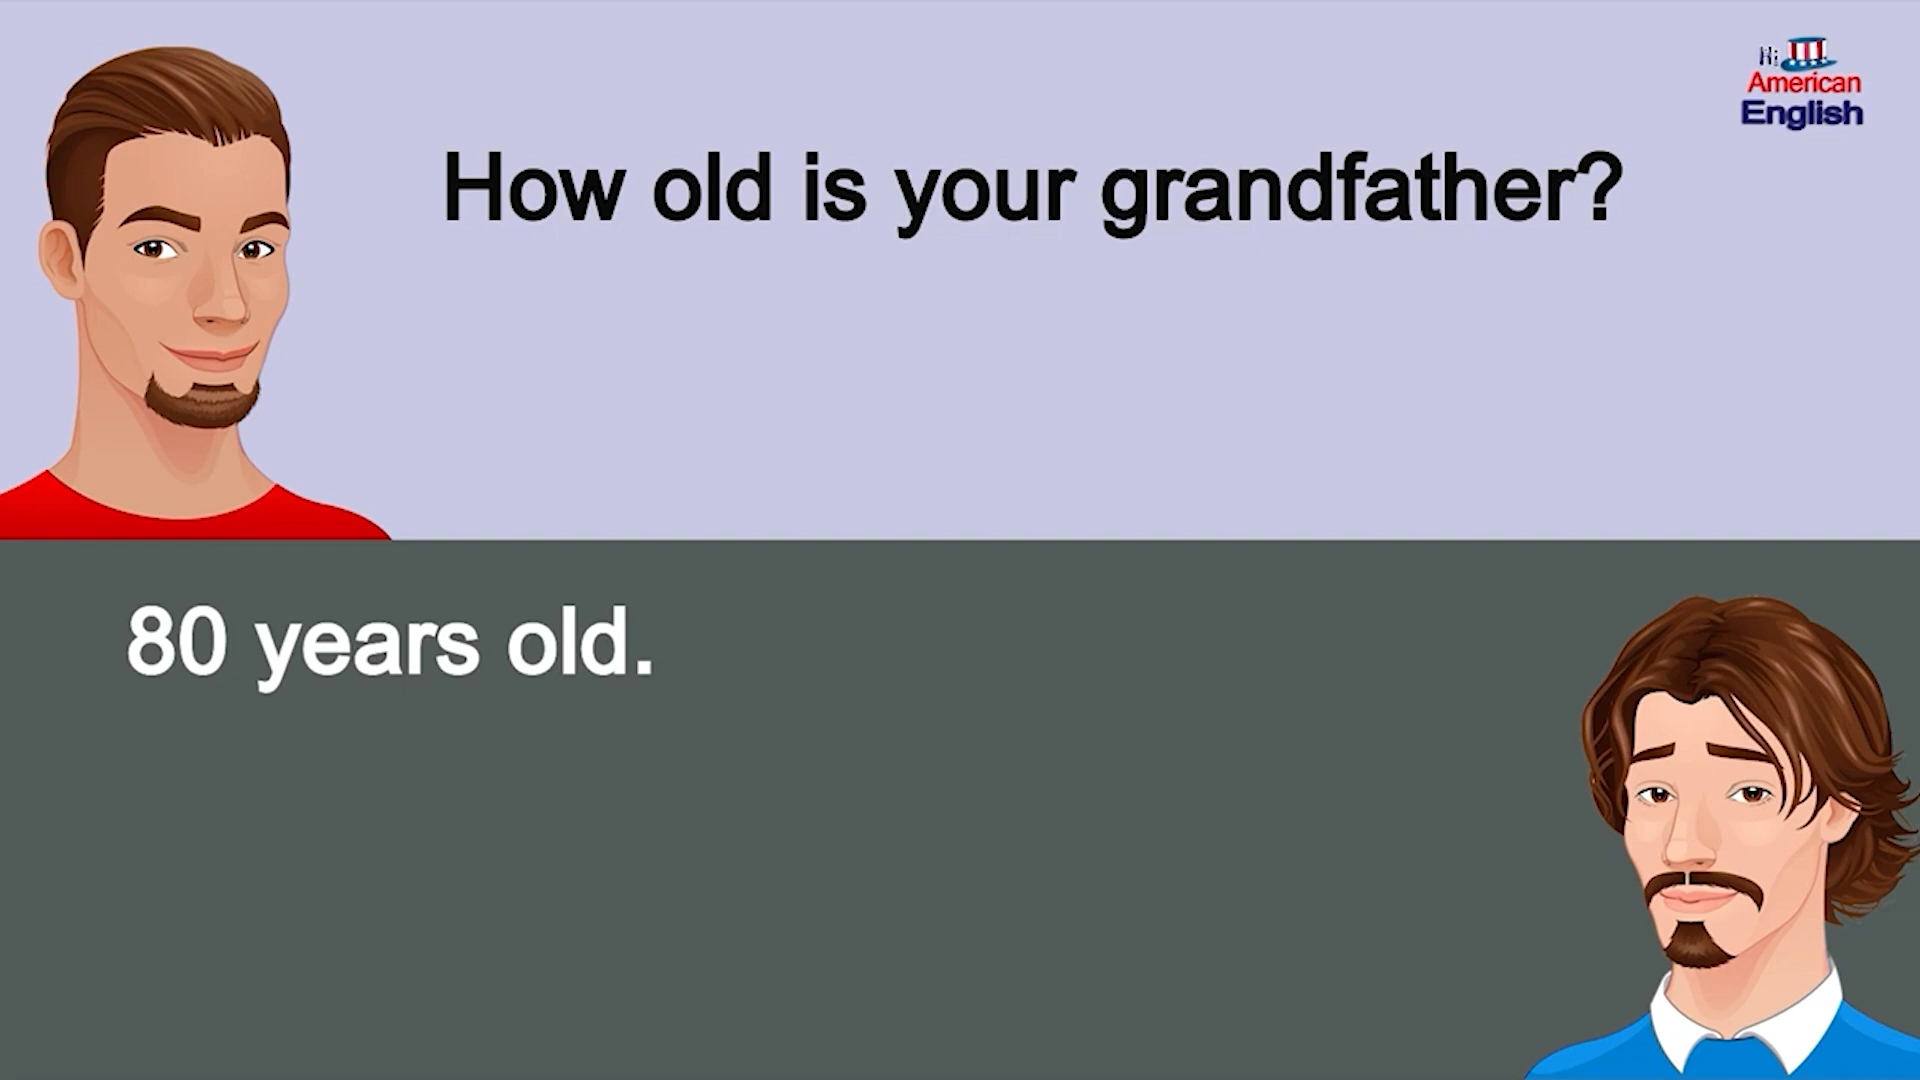 Hi
American
English
How old is your grandfather?
80 years old.